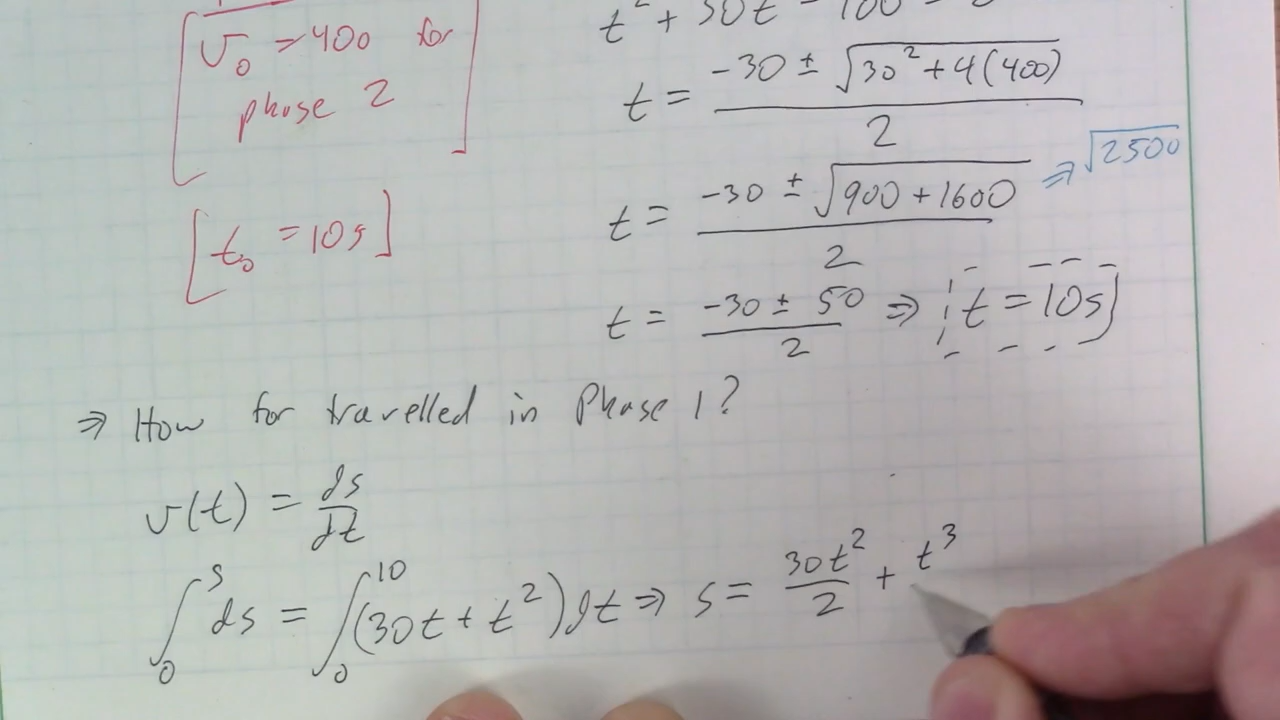 [v₀ = 400 for
phase 2]
[t₀ = 10s]
t = (-30 ± √(30² + 4(400))) / 2
t = (-30 ± √(900 + 1600)) / 2 ⇒ √2500
t = (-30 ± 50) / 2 ⇒ [t = 10s]
⇒ How far travelled in Phase 1?
v(t) = ds/dt
∫₀ˢ ds = ∫₀¹⁰ (30t + t²)dt ⇒ s = 30t²/2 + t³